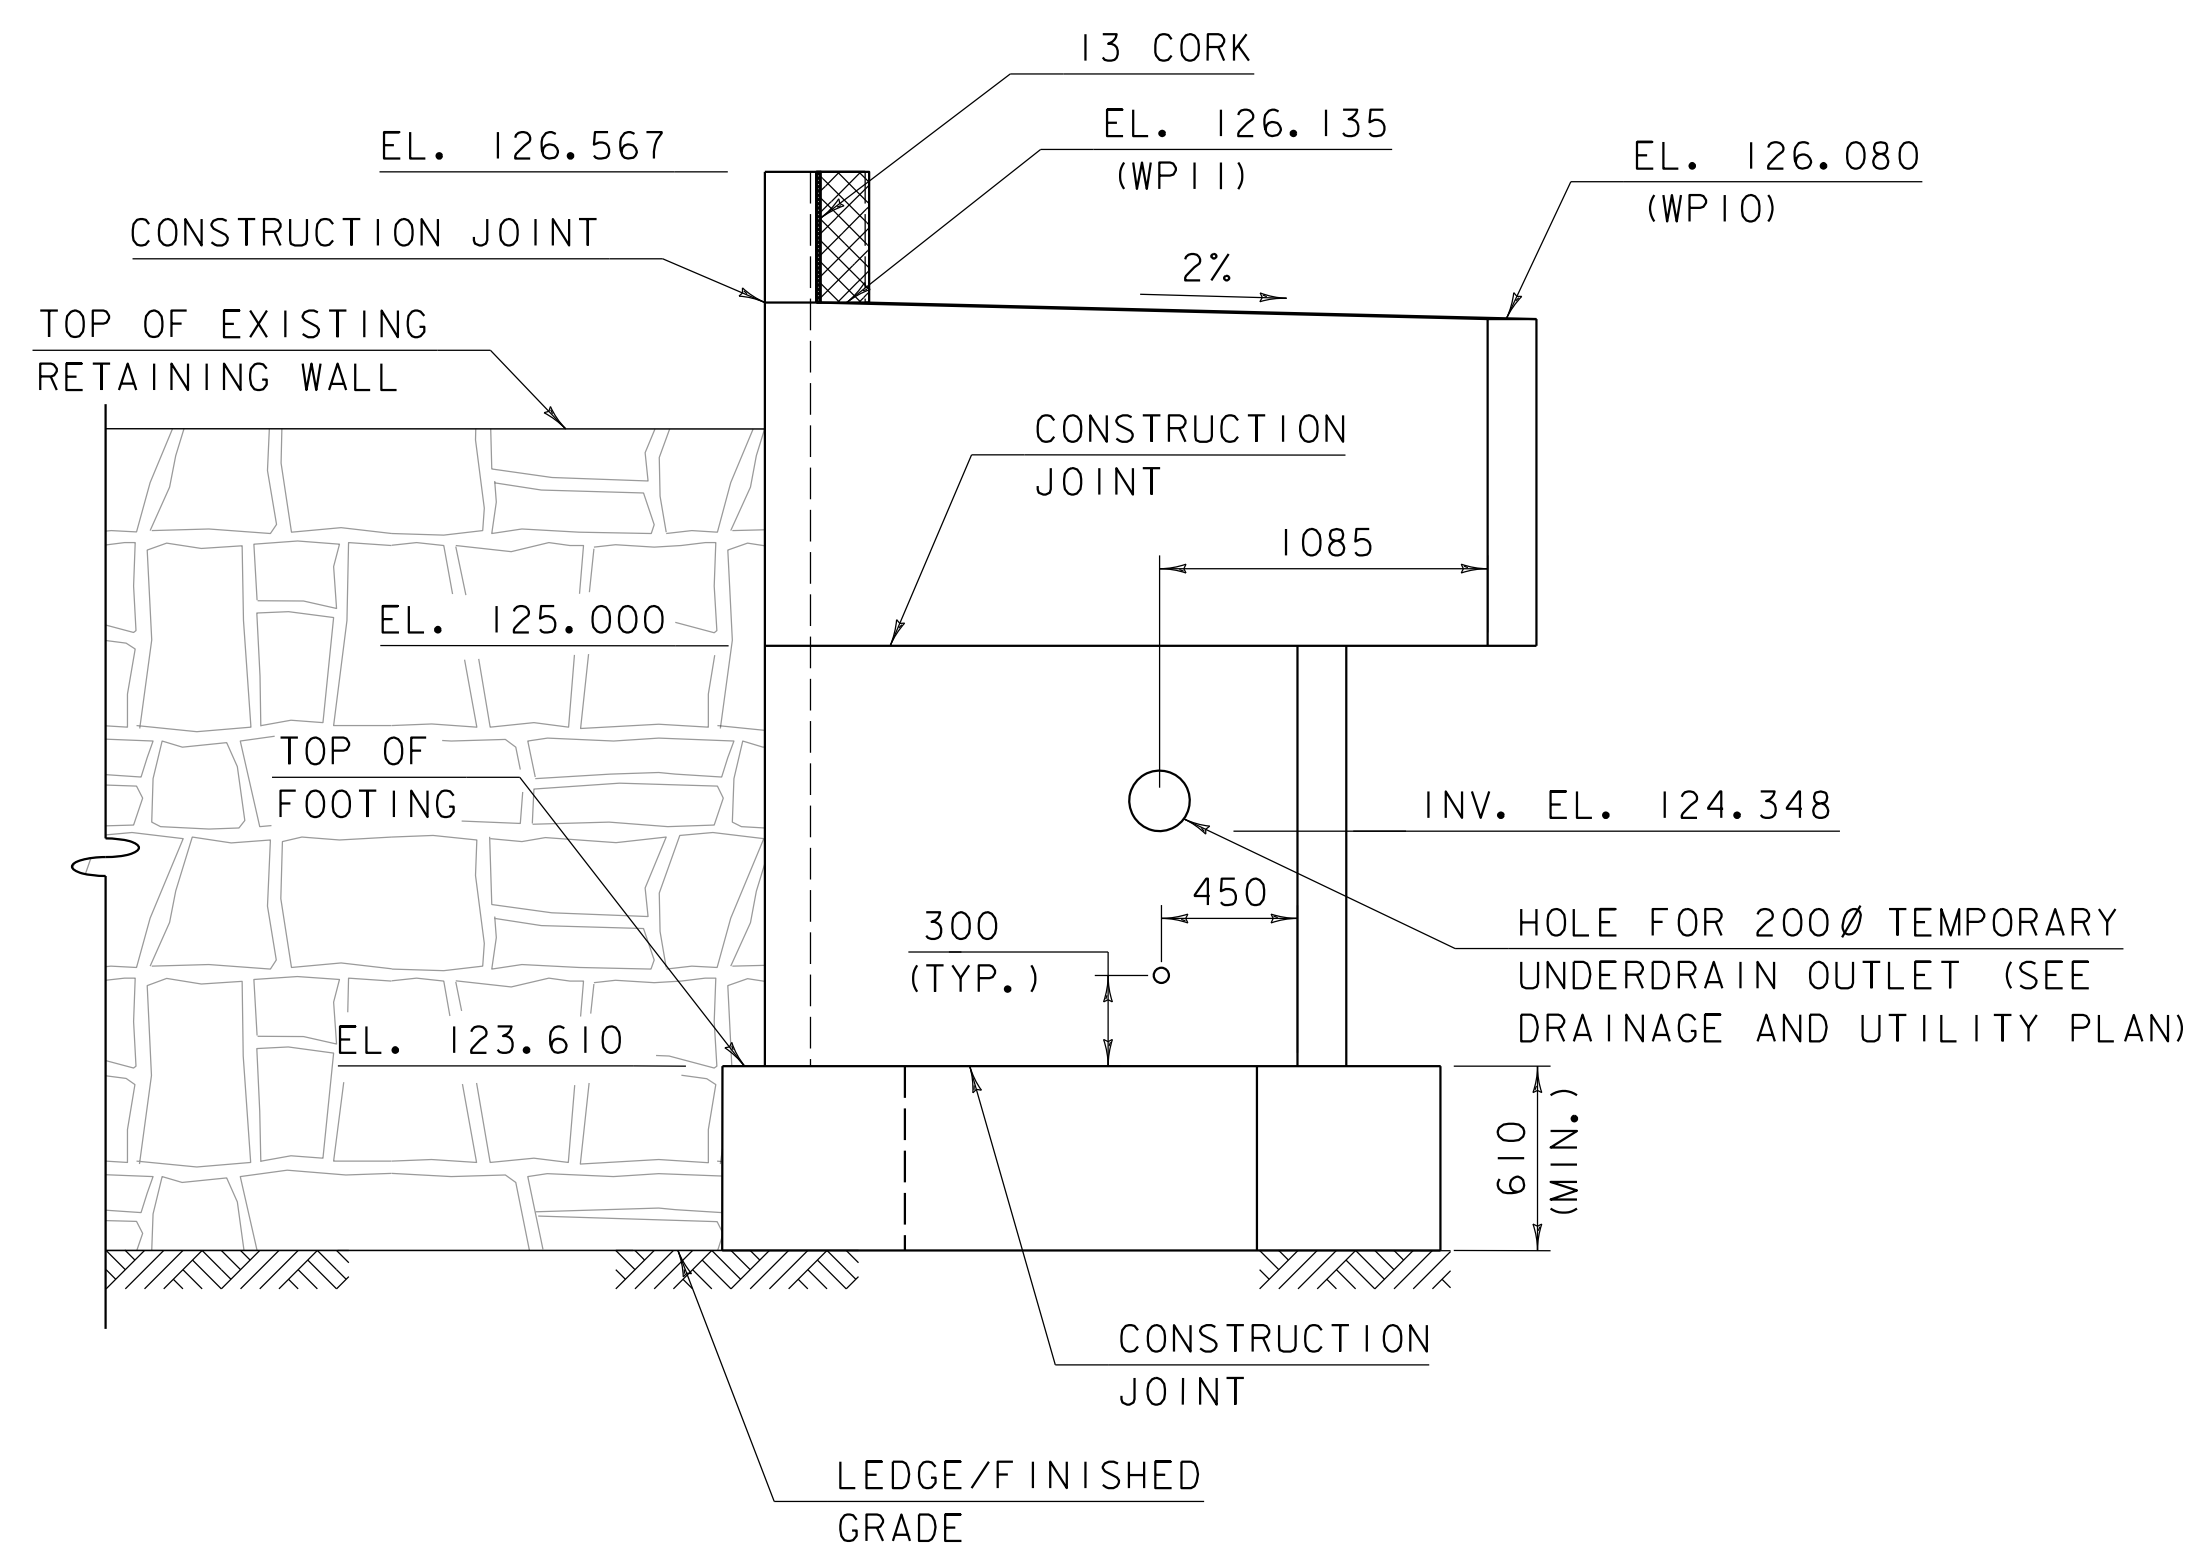 13 CORK
EL. 126.135
(WP11)
EL. 126.567
EL. 126.080
(WP10)
CONSTRUCTION JOINT
2%
TOP OF EXISTING
RETAINING WALL
CONSTRUCTION
JOINT
1085
EL. 125.000
TOP OF
FOOTING
INV. EL. 124.348
450
300
(TYP.)
HOLE FOR 200Ø TEMPORARY
UNDERDRAIN OUTLET (SEE
DRAINAGE AND UTILITY PLAN)
EL. 123.610
610
(MIN.)
CONSTRUCTION
JOINT
LEDGE/FINISHED
GRADE